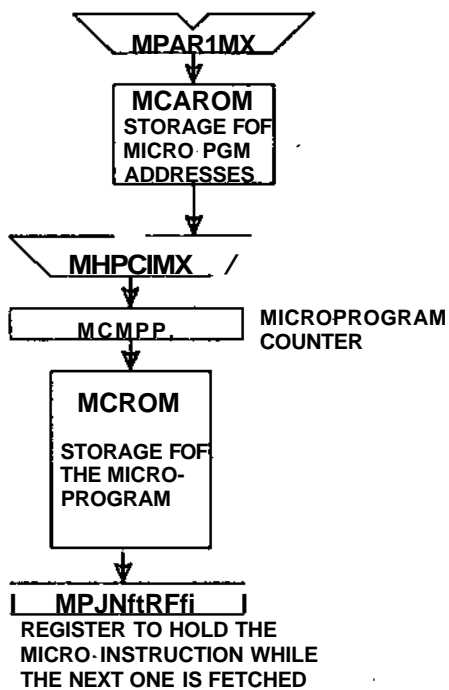 MPAR1MX
MCAROM
STORAGE FOF
MICRO PGM
ADDRESSES
MHPCIMX /
MCMPP,
MICROPROGRAM
COUNTER
MCROM
STORAGE FOF
THE MICRO-
PROGRAM
MPJNftRFfi
REGISTER TO HOLD THE
MICRO-INSTRUCTION WHILE
THE NEXT ONE IS FETCHED